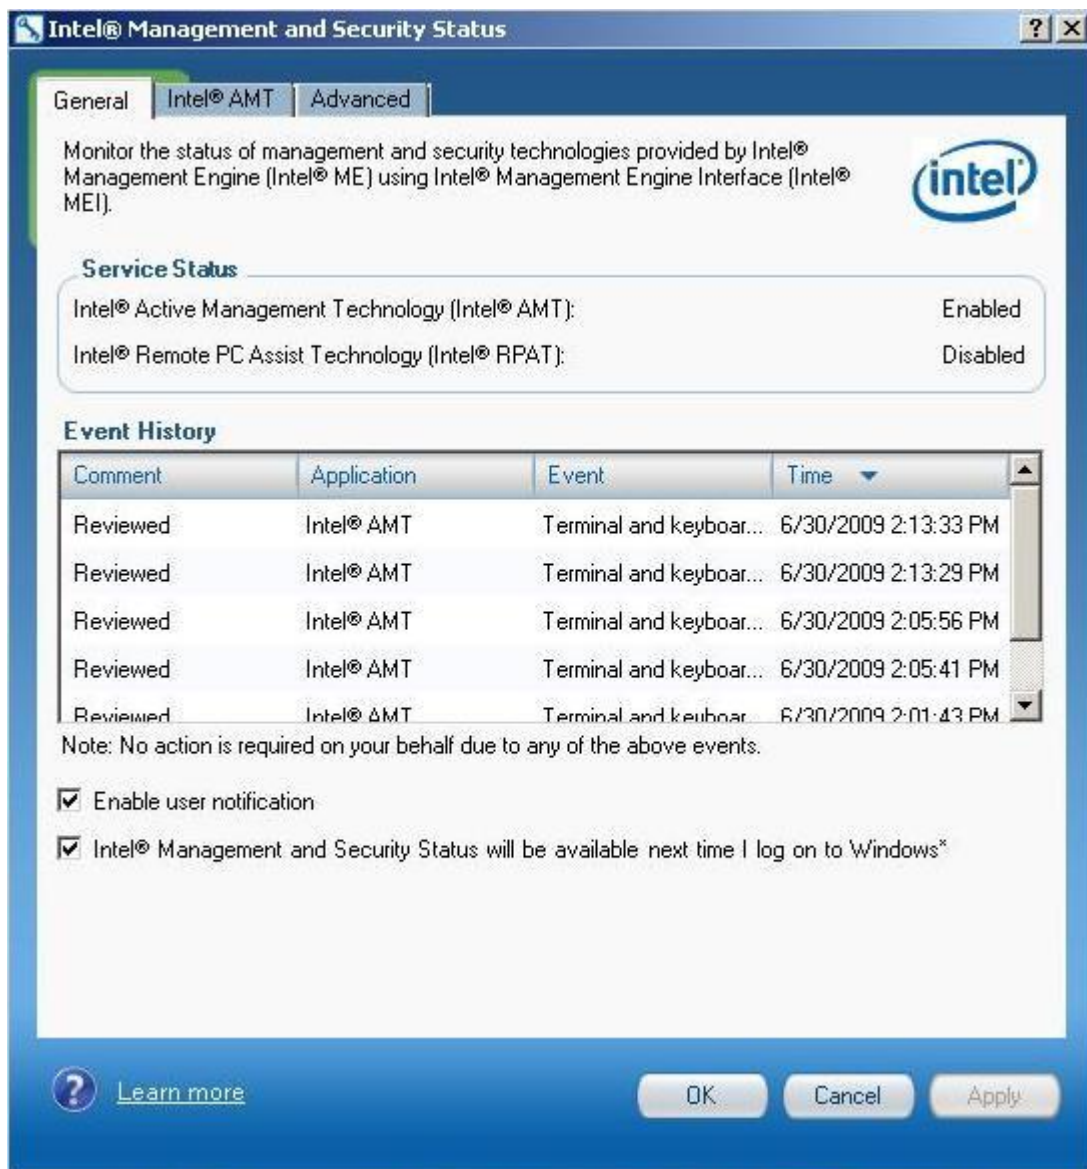 Intel® Management and Security Status
General Intel® AMT Advanced
Monitor the status of management and security technologies provided by Intel®
Management Engine (Intel® ME) using Intel® Management Engine Interface (Intel®
MEI).
intel
Service Status
Intel® Active Management Technology (Intel® AMT): Enabled
Intel® Remote PC Assist Technology (Intel® RPAT): Disabled
Event History
Comment Application Event Time
Reviewed Intel® AMT Terminal and keyboar... 6/30/2009 2:13:33 PM
Reviewed Intel® AMT Terminal and keyboar... 6/30/2009 2:13:29 PM
Reviewed Intel® AMT Terminal and keyboar... 6/30/2009 2:05:56 PM
Reviewed Intel® AMT Terminal and keyboar... 6/30/2009 2:05:41 PM
Reviewed Intel® AMT Terminal and keyboar... 6/30/2009 2:01:43 PM
Note: No action is required on your behalf due to any of the above events.
Enable user notification
Intel® Management and Security Status will be available next time I log on to Windows*
? Learn more OK Cancel Apply